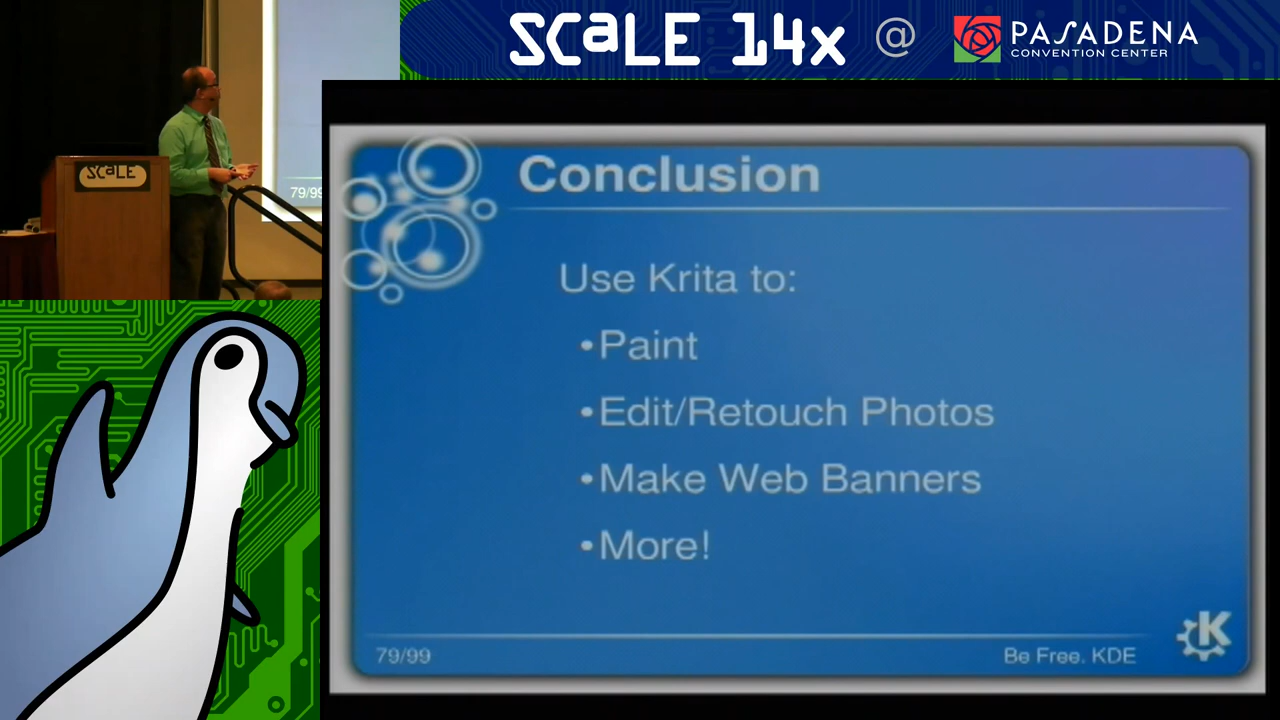 SCALE 14x @ PASADENA
CONVENTION CENTER
SCALE
79/99
Conclusion
Use Krita to:
•Paint
•Edit/Retouch Photos
•Make Web Banners
•More!
79/99
Be Free. KDE
K